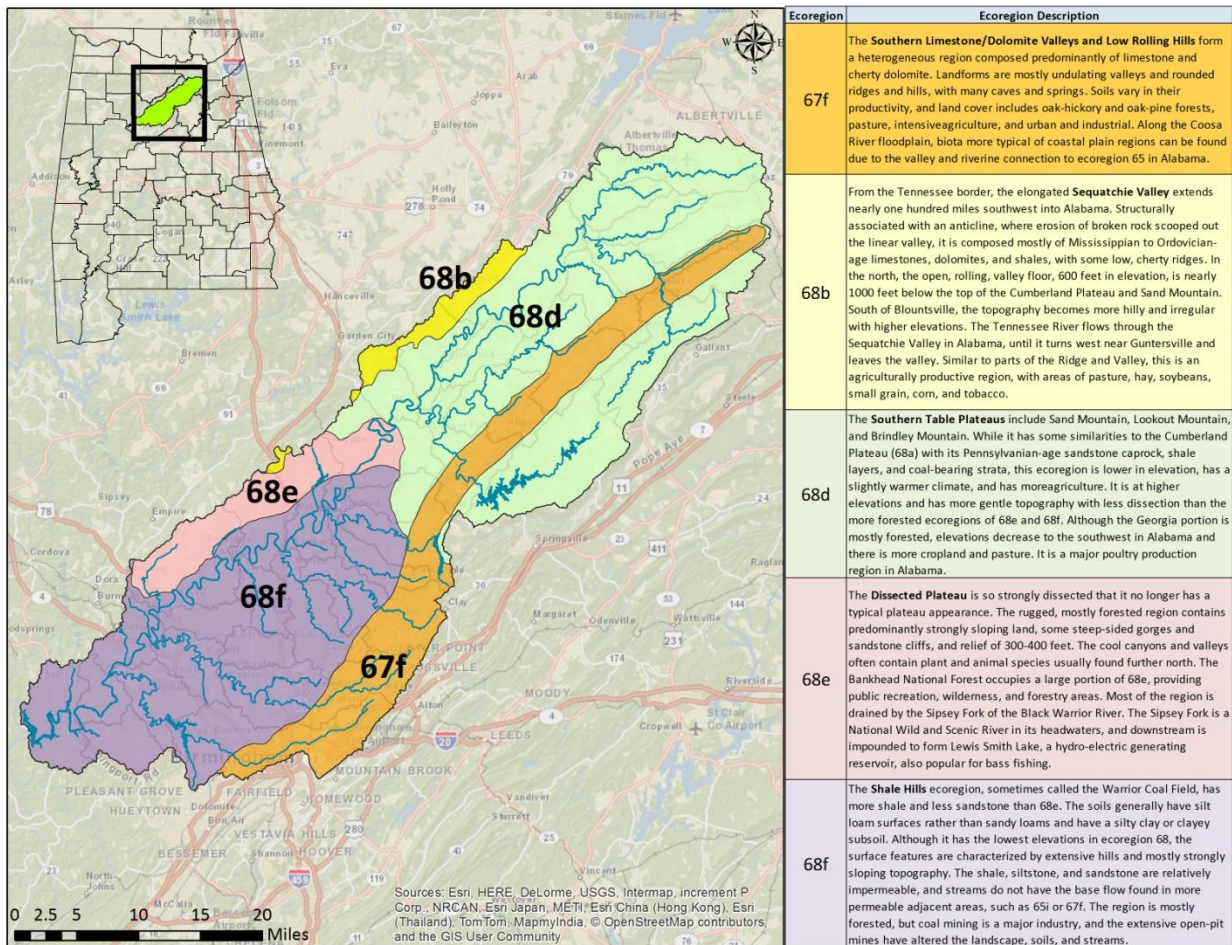 Rountree
Fld
Fairview
Starnes Fld
Eva
Arab
Joppa
Folsom
Fld
Vinemont
Baileyton
ALBERTVILLE
Albertville
Thomas
Addison
Holly
Pond
Logan
Arley
Lewis
Smith Lake
Hanceville
Garden City
Bremen
Gallant
Steele
Pope Ave
Sipsey
Empire
Cordova
Dora
Springville
Ragland
Clay
Margaret
Odenville
Wattsville
Riverside
MOODY
Alton
LEEDS
Cropwell
St Clair
Co Airport
Birmingham
MOUNTAIN BROOK
PLEASANT GROVE
HUEYTOWN
FAIRFIELD
HOMEWOOD
Dolomite-
Bon Air
VESTAVIA HILLS
Vandiver
Sterrett
BESSEMER
Shannon
HOOVER
Vincent
North
Johns
McCalla
W
E
S
68b
68d
68e
68f
67f
0 2.5 5 10 15 20
Miles
Sources: Esri, HERE, DeLorme, USGS, Intermap, increment P
Corp., NRCAN, Esri Japan, METI, Esri China (Hong Kong), Esri
(Thailand), TomTom, MapmyIndia, © OpenStreetMap contributors,
and the GIS User Community
Ecoregion Ecoregion Description
67f
The Southern Limestone/Dolomite Valleys and Low Rolling Hills form
a heterogeneous region composed predominantly of limestone and
cherty dolomite. Landforms are mostly undulating valleys and rounded
ridges and hills, with many caves and springs. Soils vary in their
productivity, and land cover includes oak-hickory and oak-pine forests,
pasture, intensiveagriculture, and urban and industrial. Along the Coosa
River floodplain, biota more typical of coastal plain regions can be found
due to the valley and riverine connection to ecoregion 65 in Alabama.
68b
From the Tennessee border, the elongated Sequatchie Valley extends
nearly one hundred miles southwest into Alabama. Structurally
associated with an anticline, where erosion of broken rock scooped out
the linear valley, it is composed mostly of Mississippian to Ordovician-
age limestones, dolomites, and shales, with some low, cherty ridges. In
the north, the open, rolling, valley floor, 600 feet in elevation, is nearly
1000 feet below the top of the Cumberland Plateau and Sand Mountain.
South of Blountsville, the topography becomes more hilly and irregular
with higher elevations. The Tennessee River flows through the
Sequatchie Valley in Alabama, until it turns west near Guntersville and
leaves the valley. Similar to parts of the Ridge and Valley, this is an
agriculturally productive region, with areas of pasture, hay, soybeans,
small grain, corn, and tobacco.
68d
The Southern Table Plateaus include Sand Mountain, Lookout Mountain,
and Brindley Mountain. While it has some similarities to the Cumberland
Plateau (68a) with its Pennsylvanian-age sandstone caprock, shale
layers, and coal-bearing strata, this ecoregion is lower in elevation, has a
slightly warmer climate, and has moreagriculture. It is at higher
elevations and has more gentle topography with less dissection than the
more forested ecoregions of 68e and 68f. Although the Georgia portion is
mostly forested, elevations decrease to the southwest in Alabama and
there is more cropland and pasture. It is a major poultry production
region in Alabama.
68e
The Dissected Plateau is so strongly dissected that it no longer has a
typical plateau appearance. The rugged, mostly forested region contains
predominantly strongly sloping land, some steep-sided gorges and
sandstone cliffs, and relief of 300-400 feet. The cool canyons and valleys
often contain plant and animal species usually found further north. The
Bankhead National Forest occupies a large portion of 68e, providing
public recreation, wilderness, and forestry areas. Most of the region is
drained by the Sipsey Fork of the Black Warrior River. The Sipsey Fork is a
National Wild and Scenic River in its headwaters, and downstream is
impounded to form Lewis Smith Lake, a hydro-electric generating
reservoir, also popular for bass fishing.
68f
The Shale Hills ecoregion, sometimes called the Warrior Coal Field, has
more shale and less sandstone than 68e. The soils generally have silt
loam surfaces rather than sandy loams and have a silty clay or clayey
subsoil. Although it has the lowest elevations in ecoregion 68, the
surface features are characterized by extensive hills and mostly strongly
sloping topography. The shale, siltstone, and sandstone are relatively
impermeable, and streams do not have the base flow found in more
permeable adjacent areas, such as 65i or 67f. The region is mostly
forested, but coal mining is a major industry, and the extensive open-pit
mines have altered the landscape, soils, and streams.